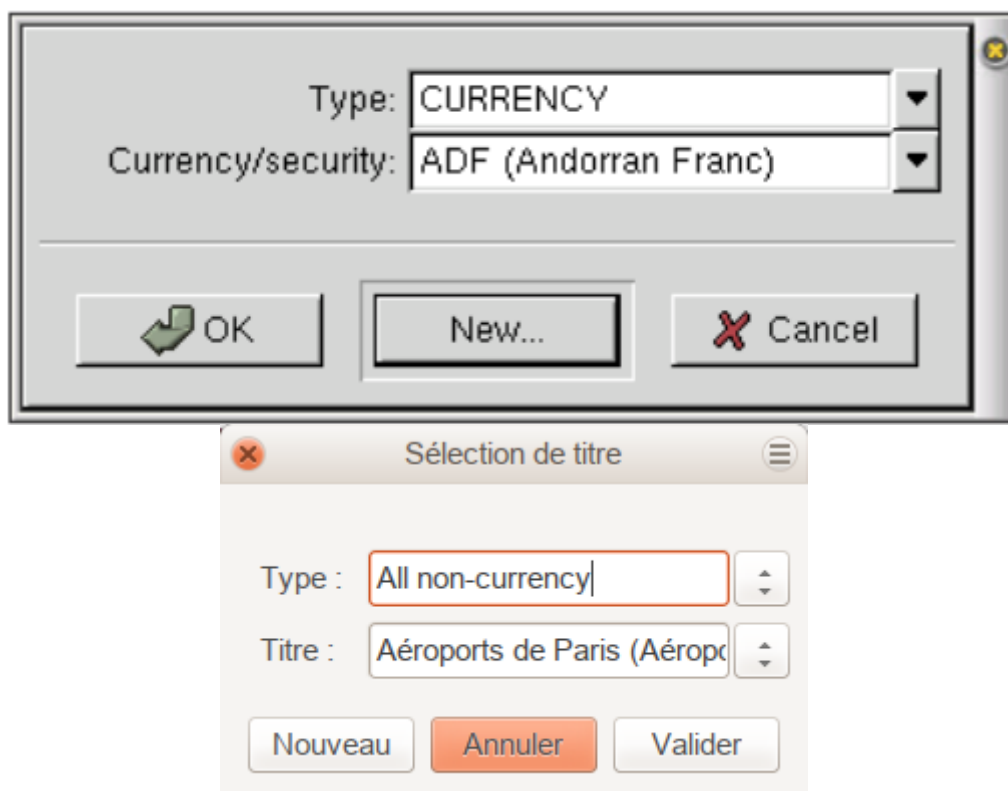 Type: CURRENCY
Currency/security: ADF (Andorran Franc)
OK New... Cancel
Sélection de titre
Type : All non-currency
Titre : Aéroports de Paris (Aéropo
Nouveau Annuler Valider